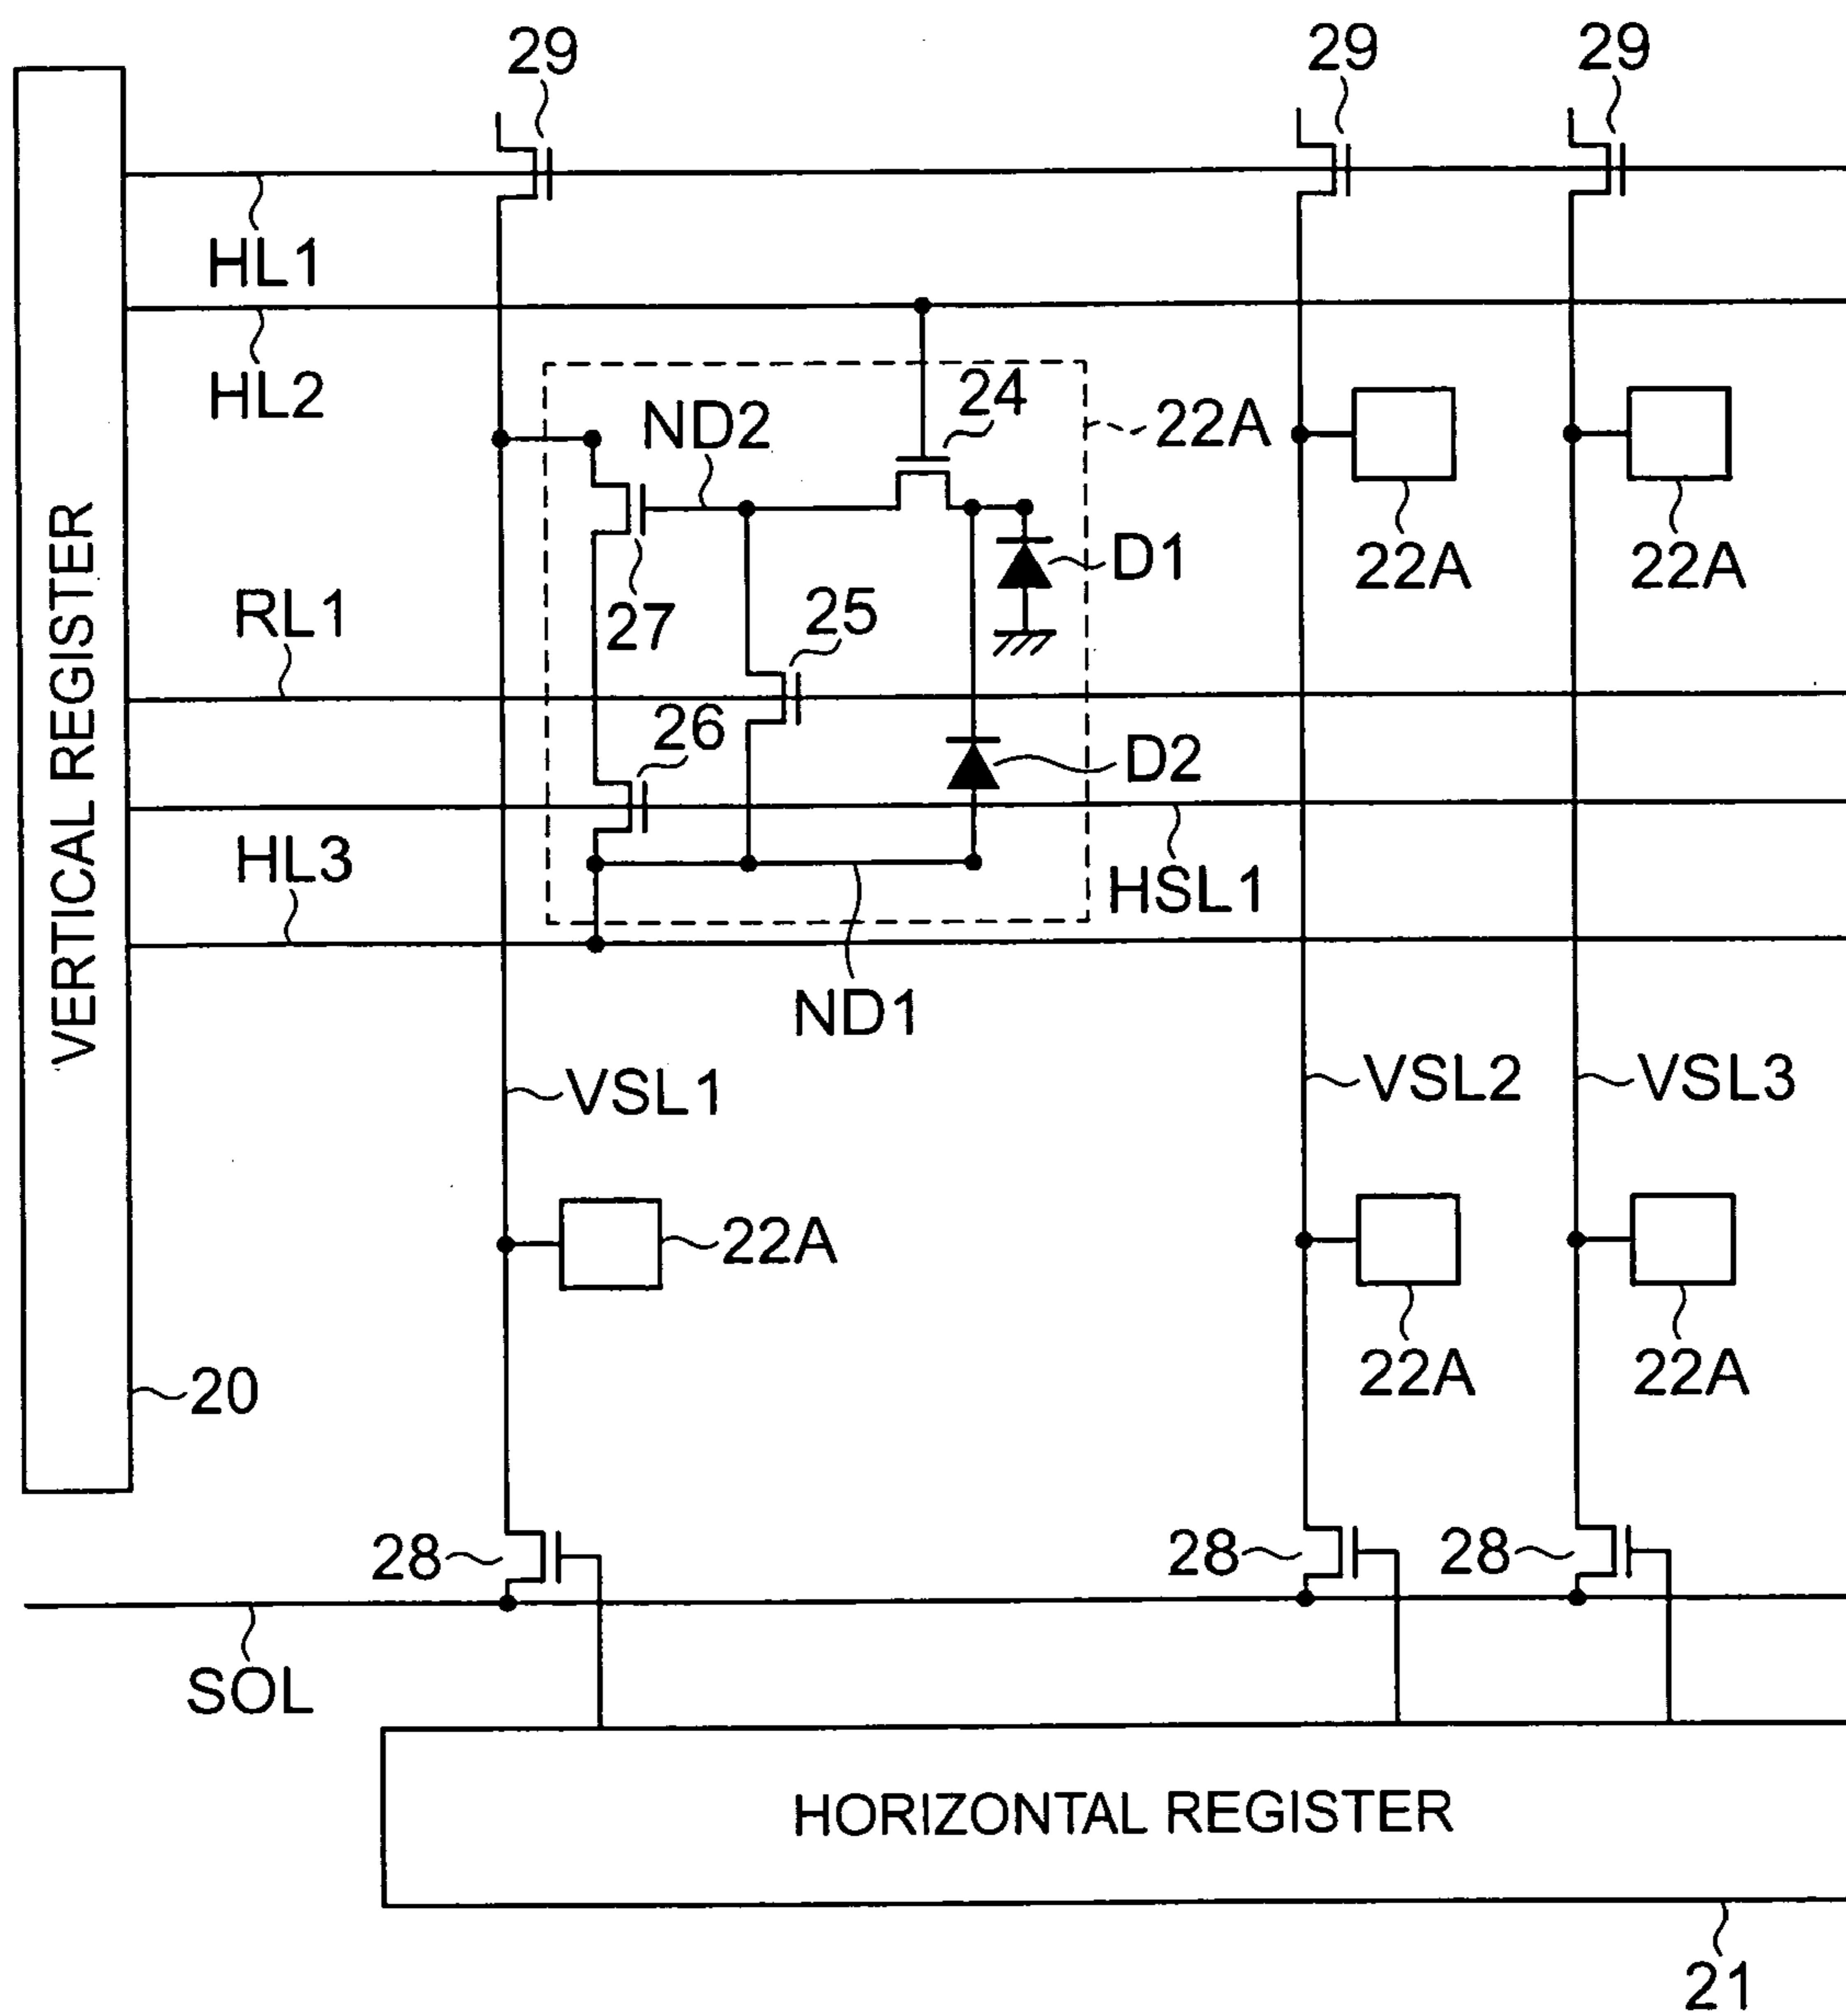 29 29 29
HL1
HL2
24
ND2
22A
22A 22A
D1
RL1
27
25
26
D2
HL3
HSL1
ND1
VERTICAL REGISTER
VSL1 VSL2 VSL3
22A
22A 22A
20
28 28 28
SOL
HORIZONTAL REGISTER
21